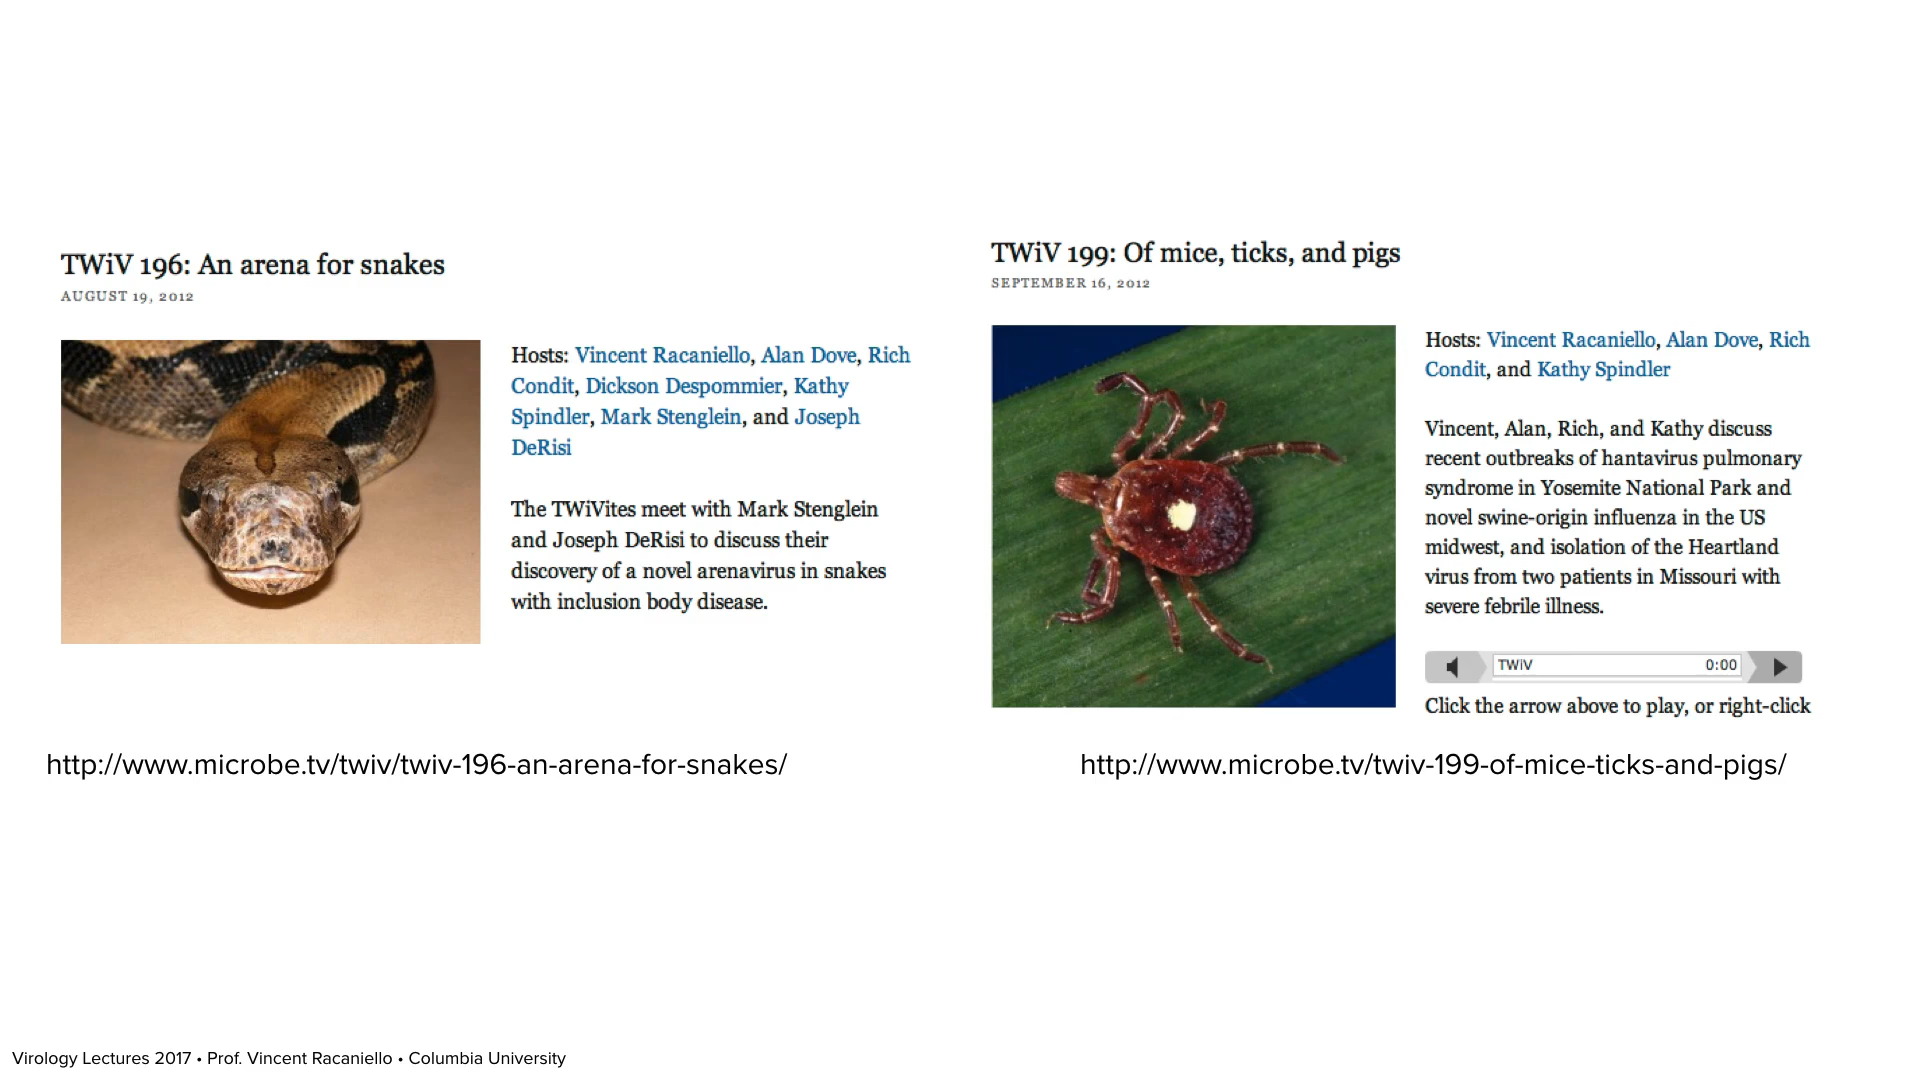 TWiV 196: An arena for snakes
AUGUST 19, 2012
Hosts: Vincent Racaniello, Alan Dove, Rich
Condit, Dickson Despommier, Kathy
Spindler, Mark Stenglein, and Joseph
DeRisi
The TWiVites meet with Mark Stenglein
and Joseph DeRisi to discuss their
discovery of a novel arenavirus in snakes
with inclusion body disease.
http://www.microbe.tv/twiv/twiv-196-an-arena-for-snakes/
TWiV 199: Of mice, ticks, and pigs
SEPTEMBER 16, 2012
Hosts: Vincent Racaniello, Alan Dove, Rich
Condit, and Kathy Spindler
Vincent, Alan, Rich, and Kathy discuss
recent outbreaks of hantavirus pulmonary
syndrome in Yosemite National Park and
novel swine-origin influenza in the US
midwest, and isolation of the Heartland
virus from two patients in Missouri with
severe febrile illness.
TWiV 0:00
Click the arrow above to play, or right-click
http://www.microbe.tv/twiv-199-of-mice-ticks-and-pigs/
Virology Lectures 2017 • Prof. Vincent Racaniello • Columbia University